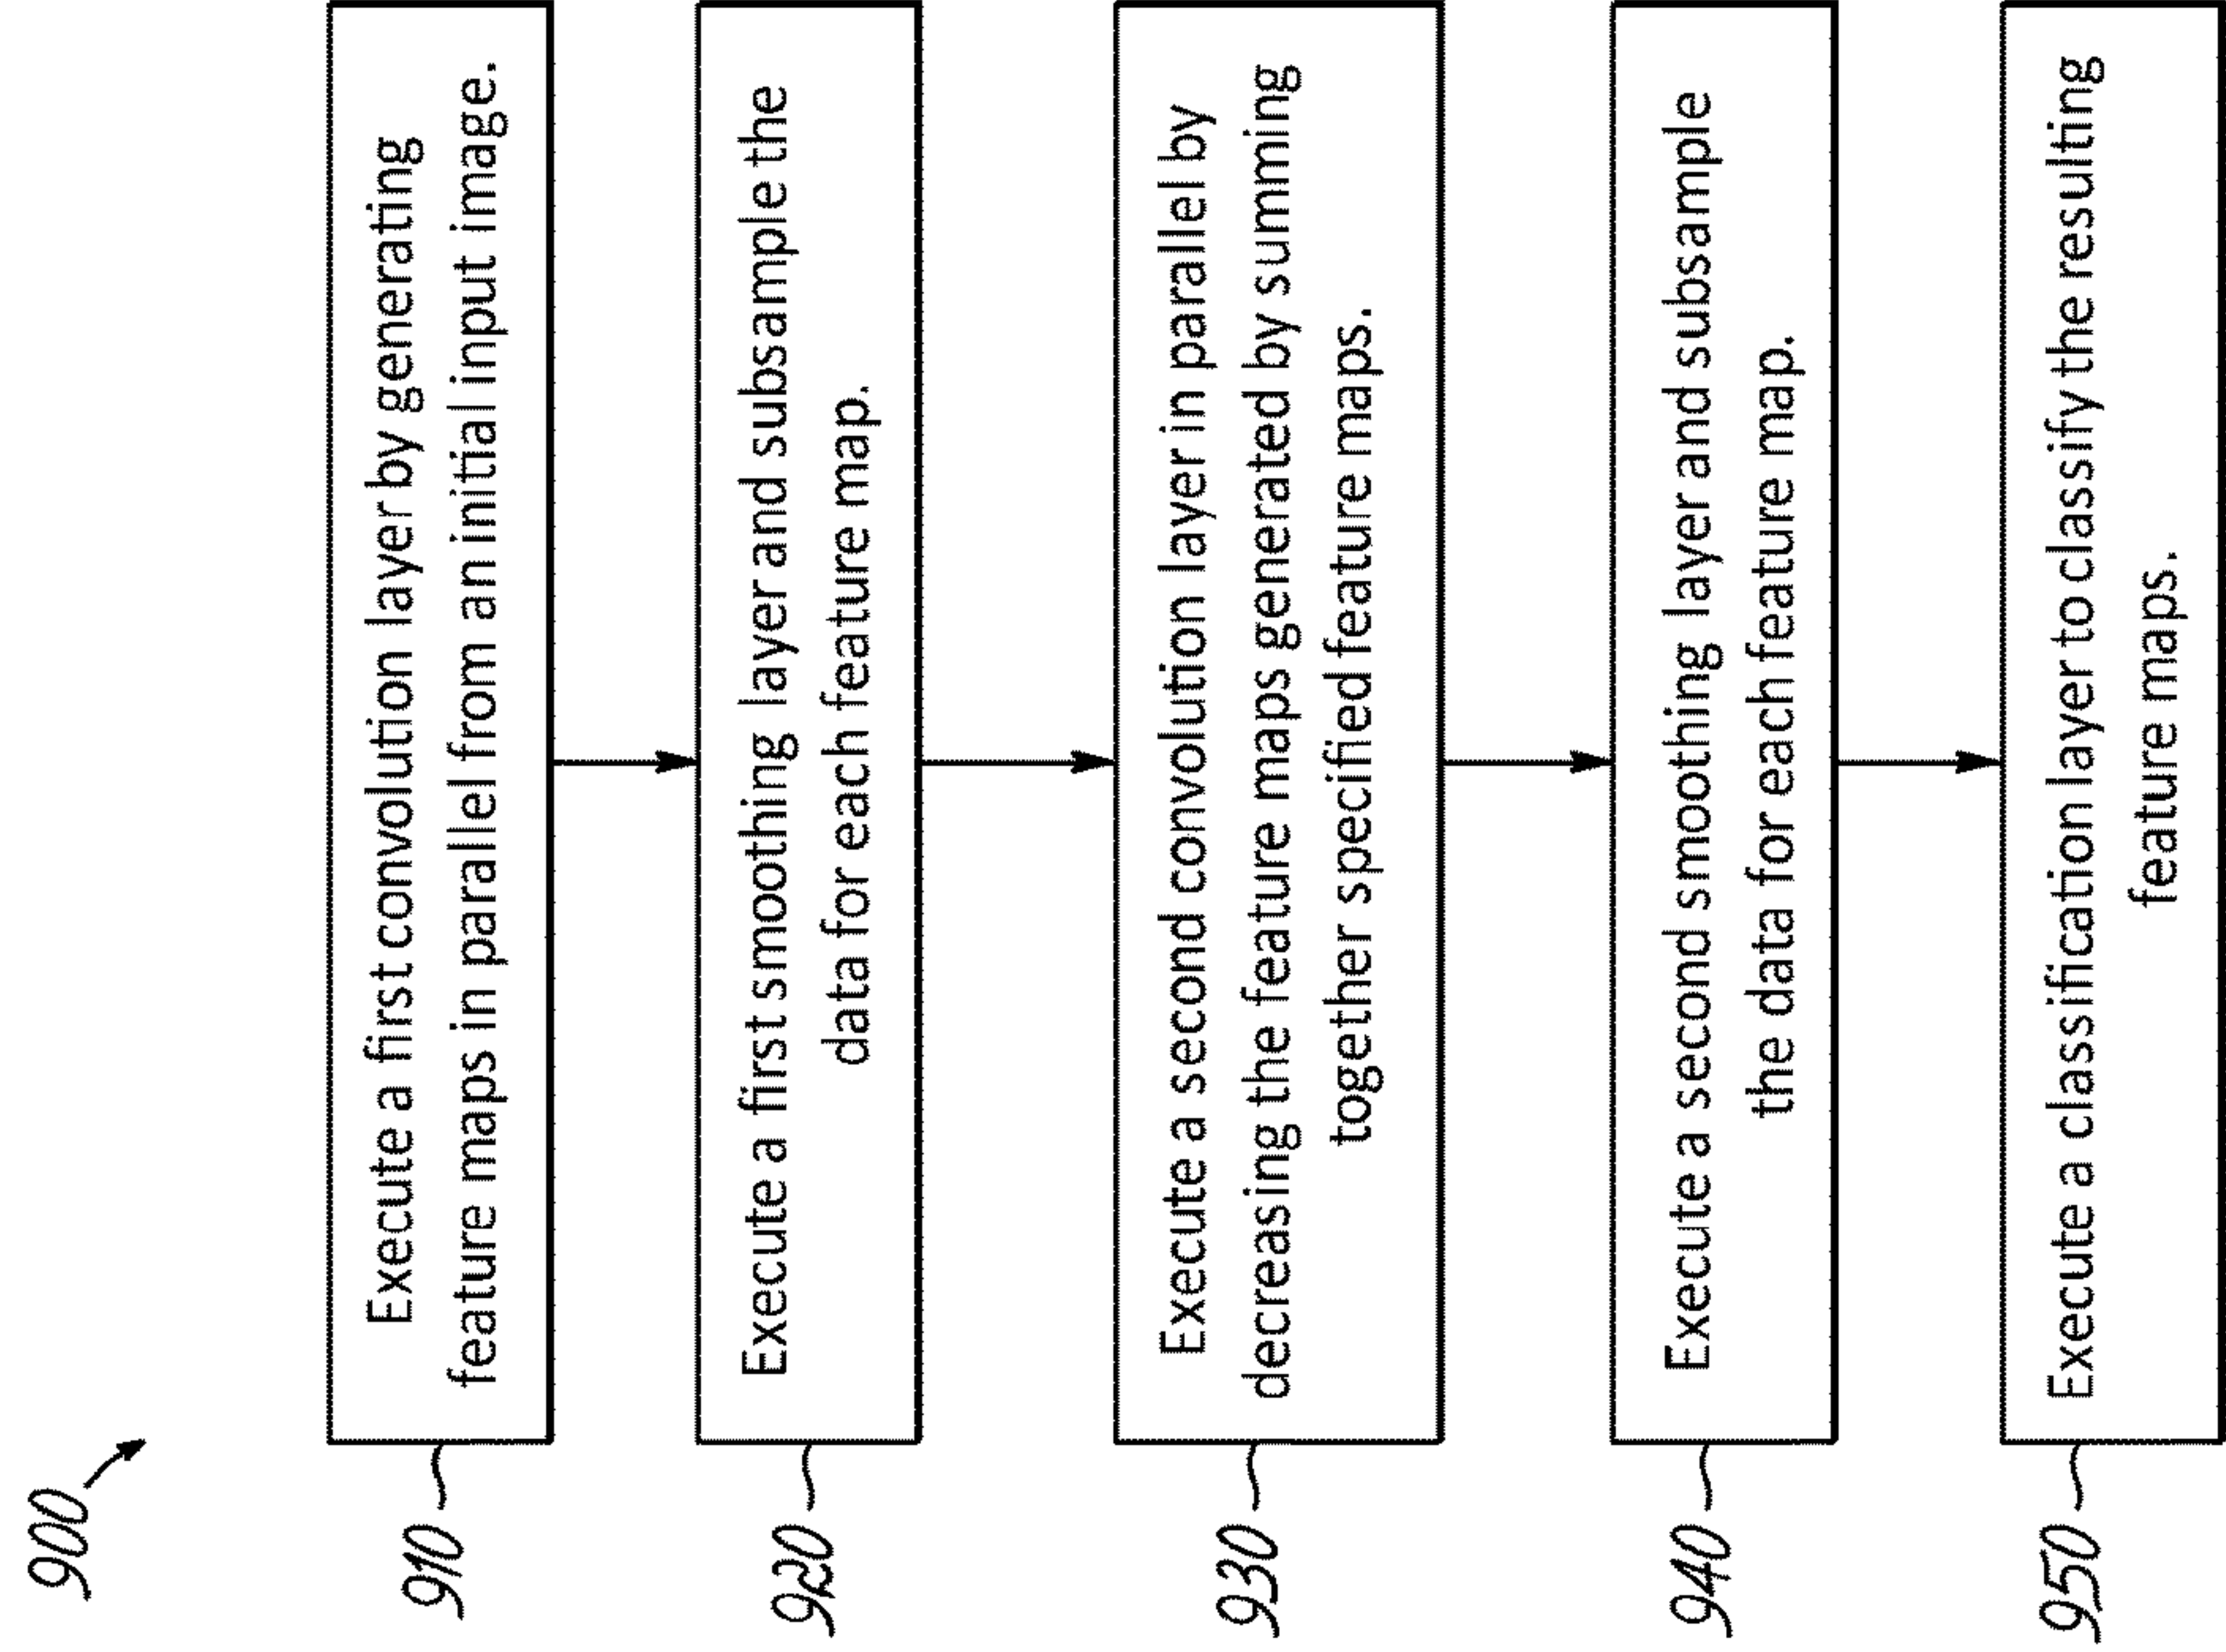 900
910
Execute a first convolution layer by generating
feature maps in parallel from an initial input image.
920
Execute a first smoothing layer and subsample the
data for each feature map.
930
Execute a second convolution layer in parallel by
decreasing the feature maps generated by summing
together specified feature maps.
940
Execute a second smoothing layer and subsample
the data for each feature map.
950
Execute a classification layer to classify the resulting
feature maps.